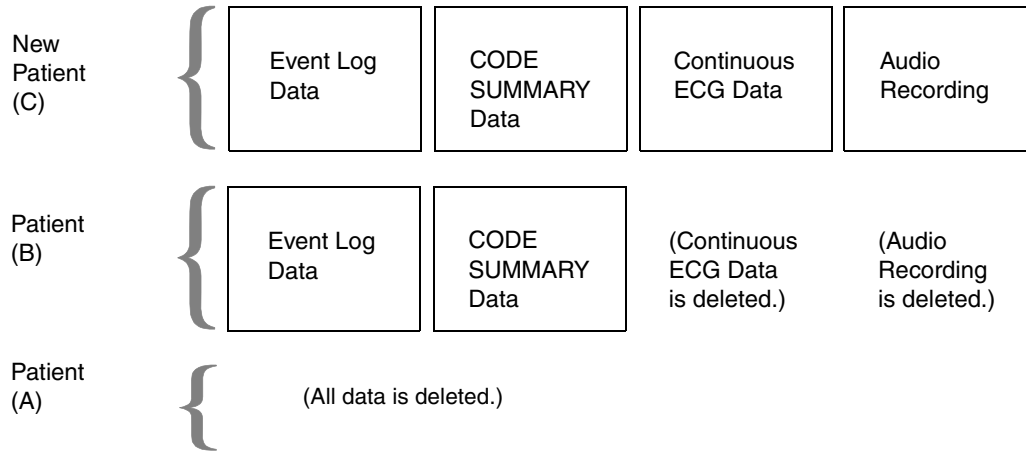 New
Patient
(C)
Event Log
Data
CODE
SUMMARY
Data
Continuous
ECG Data
Audio
Recording
Patient
(B)
Event Log
Data
CODE
SUMMARY
Data
(Continuous
ECG Data
is deleted.)
(Audio
Recording
is deleted.)
Patient
(A)
(All data is deleted.)